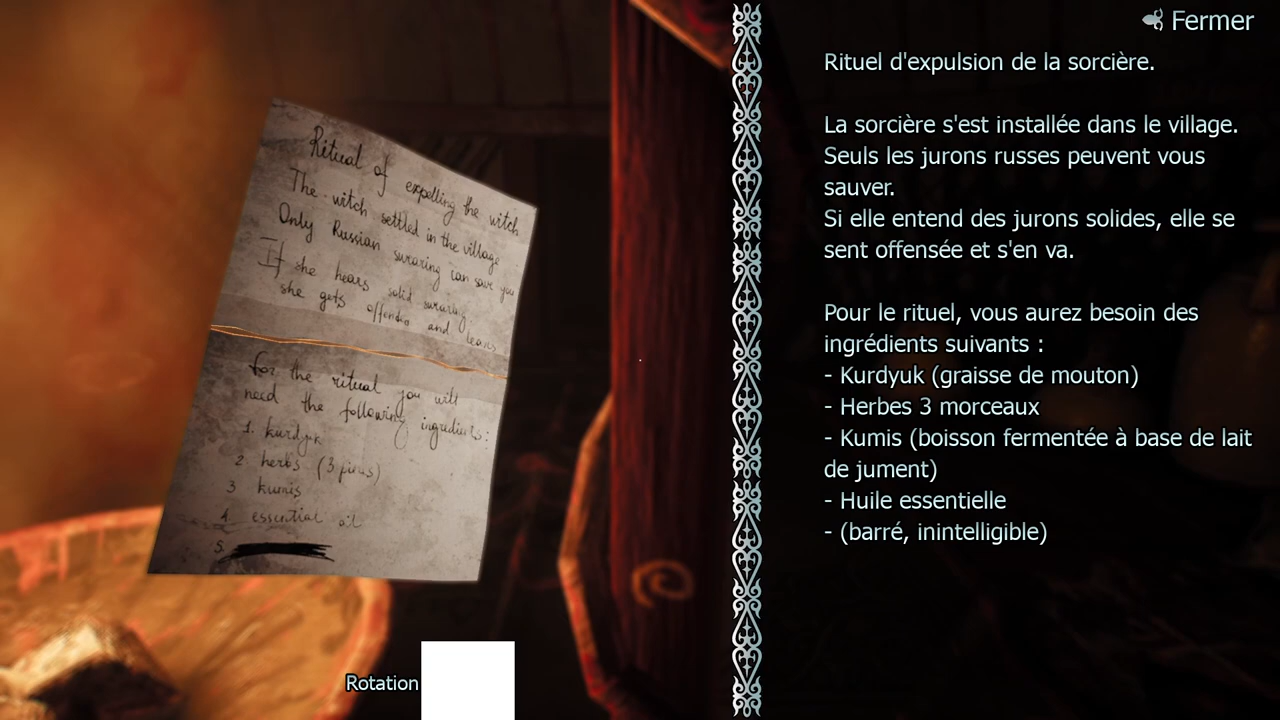 Ritual of expelling the witch
The witch settled in the village
Only Russian swearing can save you
If she hears solid swearing
she gets offended and leaves
for the ritual you will
need the following ingredients:
1. kurdyuk
2. herbs (3 pieces)
3 kumis
4. essential oil
5.
Fermer
Rituel d'expulsion de la sorcière.
La sorcière s'est installée dans le village.
Seuls les jurons russes peuvent vous
sauver.
Si elle entend des jurons solides, elle se
sent offensée et s'en va.
Pour le rituel, vous aurez besoin des
ingrédients suivants :
- Kurdyuk (graisse de mouton)
- Herbes 3 morceaux
- Kumis (boisson fermentée à base de lait
de jument)
- Huile essentielle
- (barré, inintelligible)
Rotation